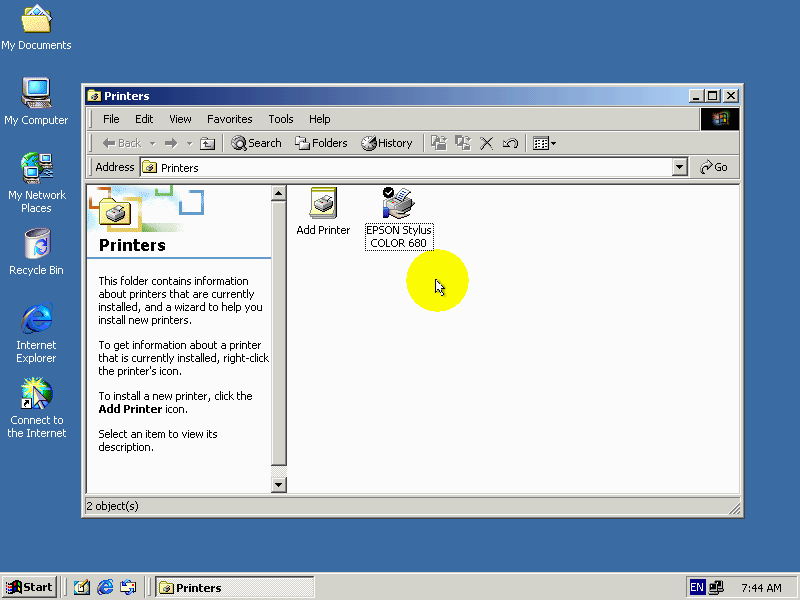 My Documents
My Computer
My Network
Places
Recycle Bin
Internet
Explorer
Connect to
the Internet
Printers
File Edit View Favorites Tools Help
Back Search Folders History
Address Printers Go
Printers
This folder contains information
about printers that are currently
installed, and a wizard to help you
install new printers.
To get information about a printer
that is currently installed, right-click
the printer's icon.
To install a new printer, click the
Add Printer icon.
Select an item to view its
description.
Add Printer
EPSON Stylus
COLOR 680
2 object(s)
Start Printers EN 7:44 AM